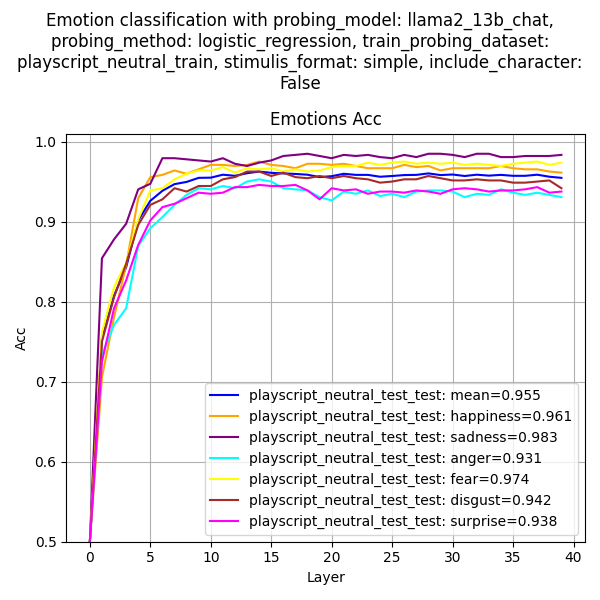 Emotion classification with probing_model: llama2_13b_chat,
probing_method: logistic_regression, train_probing_dataset:
playscript_neutral_train, stimulis_format: simple, include_character:
False
Emotions Acc
1.0
0.9
0.8
0.7
0.6
0.5
Acc
playscript_neutral_test_test: mean=0.955
playscript_neutral_test_test: happiness=0.961
playscript_neutral_test_test: sadness=0.983
playscript_neutral_test_test: anger=0.931
playscript_neutral_test_test: fear=0.974
playscript_neutral_test_test: disgust=0.942
playscript_neutral_test_test: surprise=0.938
0 5 10 15 20 25 30 35 40
Layer